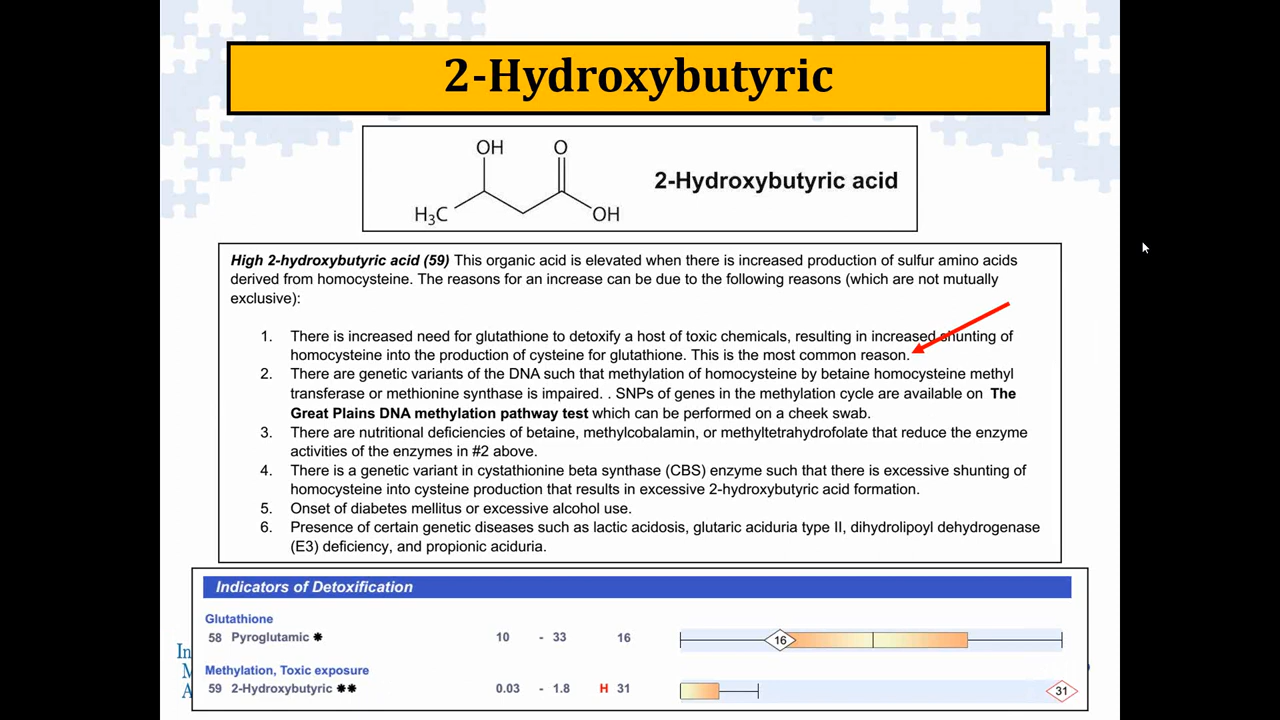 2-Hydroxybutyric
OH
O
2-Hydroxybutyric acid
H₃C
OH
High 2-hydroxybutyric acid (59) This organic acid is elevated when there is increased production of sulfur amino acids
derived from homocysteine. The reasons for an increase can be due to the following reasons (which are not mutually
exclusive):
1. There is increased need for glutathione to detoxify a host of toxic chemicals, resulting in increased shunting of
homocysteine into the production of cysteine for glutathione. This is the most common reason.
2. There are genetic variants of the DNA such that methylation of homocysteine by betaine homocysteine methyl
transferase or methionine synthase is impaired. . SNPs of genes in the methylation cycle are available on The
Great Plains DNA methylation pathway test which can be performed on a cheek swab.
3. There are nutritional deficiencies of betaine, methylcobalamin, or methyltetrahydrofolate that reduce the enzyme
activities of the enzymes in #2 above.
4. There is a genetic variant in cystathionine beta synthase (CBS) enzyme such that there is excessive shunting of
homocysteine into cysteine production that results in excessive 2-hydroxybutyric acid formation.
5. Onset of diabetes mellitus or excessive alcohol use.
6. Presence of certain genetic diseases such as lactic acidosis, glutaric aciduria type II, dihydrolipoyl dehydrogenase
(E3) deficiency, and propionic aciduria.
Indicators of Detoxification
Glutathione
58 Pyroglutamic ✱ 10 - 33 16 16
Methylation, Toxic exposure
59 2-Hydroxybutyric ✱✱ 0.03 - 1.8 H 31 31